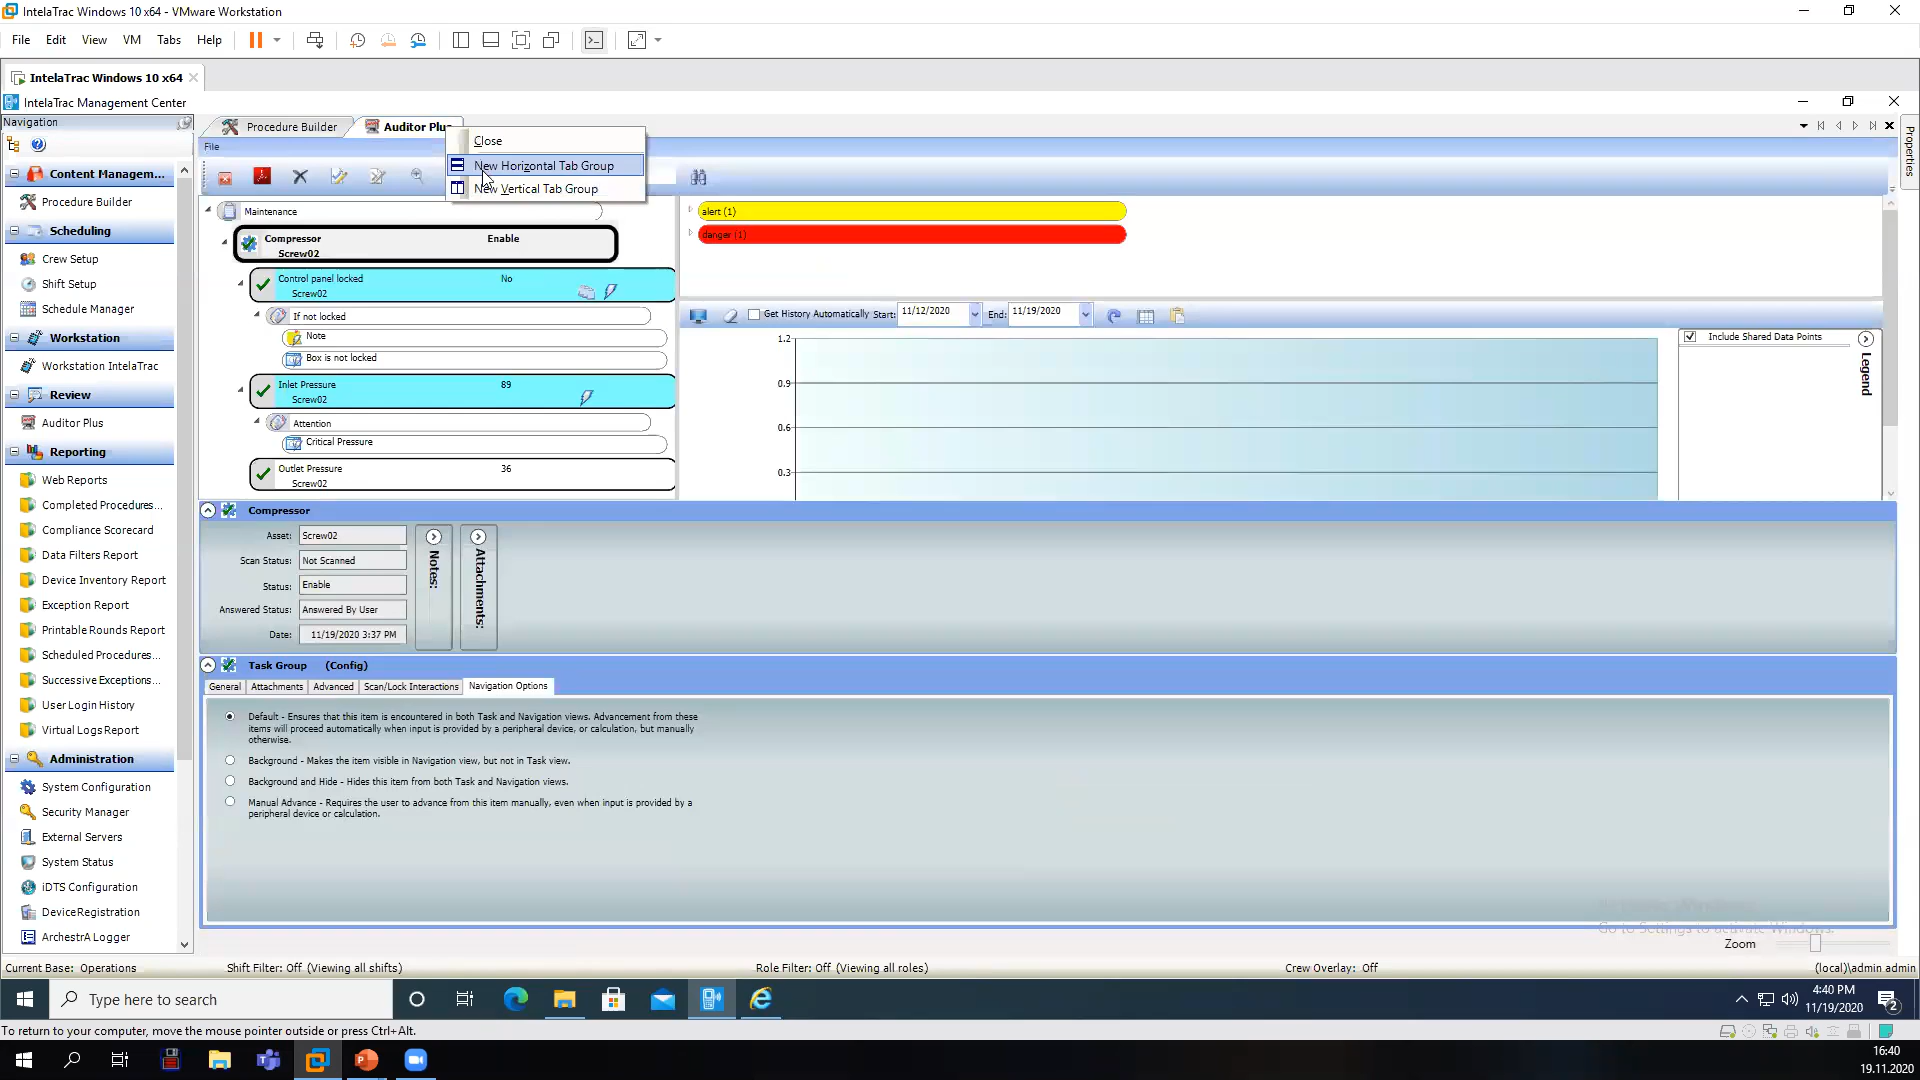 IntelaTrac Windows 10 x64 - VMware Workstation
File Edit View VM Tabs Help
IntelaTrac Windows 10 x64
IntelaTrac Management Center
Navigation
Content Managem...
Procedure Builder
Scheduling
Crew Setup
Shift Setup
Schedule Manager
Workstation
Workstation IntelaTrac
Review
Auditor Plus
Reporting
Web Reports
Completed Procedures...
Compliance Scorecard
Data Filters Report
Device Inventory Report
Exception Report
Printable Rounds Report
Scheduled Procedures...
Successive Exceptions...
User Login History
Virtual Logs Report
Administration
System Configuration
Security Manager
External Servers
System Status
iDTS Configuration
DeviceRegistration
ArchestrA Logger
Procedure Builder Auditor Plus
File
Close
New Horizontal Tab Group
New Vertical Tab Group
Properties
Maintenance
Compressor Enable
Screw02
Control panel locked No
Screw02
If not locked
Note
Box is not locked
Inlet Pressure 89
Screw02
Attention
Critical Pressure
Outlet Pressure 36
Screw02
alert (1)
danger (1)
Get History Automatically Start: 11/12/2020 End: 11/19/2020
1.2
0.9
0.6
0.3
Include Shared Data Points
Legend
Compressor
Asset: Screw02
Scan Status: Not Scanned
Status: Enable
Answered Status: Answered By User
Date: 11/19/2020 3:37 PM
Notes:
Attachments:
Task Group (Config)
General Attachments Advanced Scan/Lock Interactions Navigation Options
Default - Ensures that this item is encountered in both Task and Navigation views. Advancement from these
items will proceed automatically when input is provided by a peripheral device, or calculation, but manually
otherwise.
Background - Makes the item visible in Navigation view, but not in Task view.
Background and Hide - Hides this item from both Task and Navigation views.
Manual Advance - Requires the user to advance from this item manually, even when input is provided by a
peripheral device or calculation.
Go to Settings to activate Windows.
Zoom
Current Base: Operations Shift Filter: Off (Viewing all shifts) Role Filter: Off (Viewing all roles) Crew Overlay: Off (local)\admin admin
Type here to search
4:40 PM
11/19/2020
2
To return to your computer, move the mouse pointer outside or press Ctrl+Alt.
16:40
19.11.2020